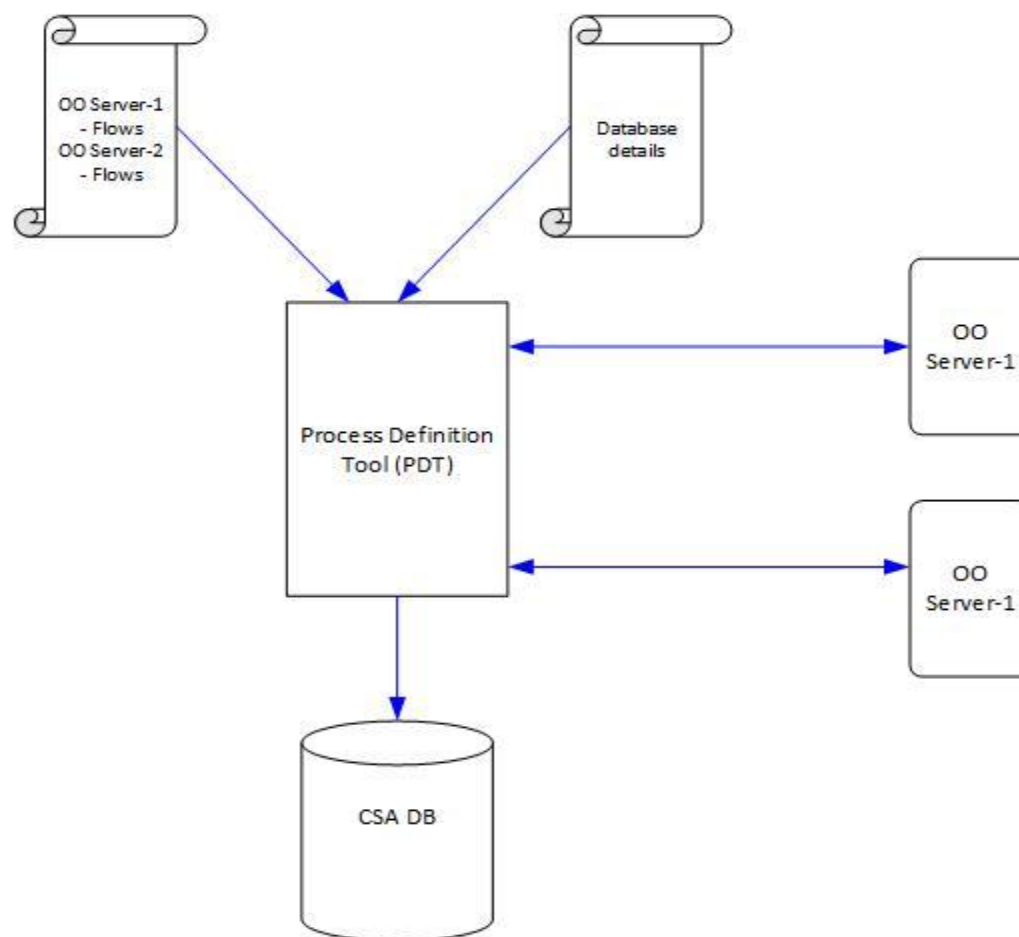 OO Server-1
- Flows
OO Server-2
- Flows
Database
details
OO
Server-1
Process Definition
Tool (PDT)
OO
Server-1
CSA DB